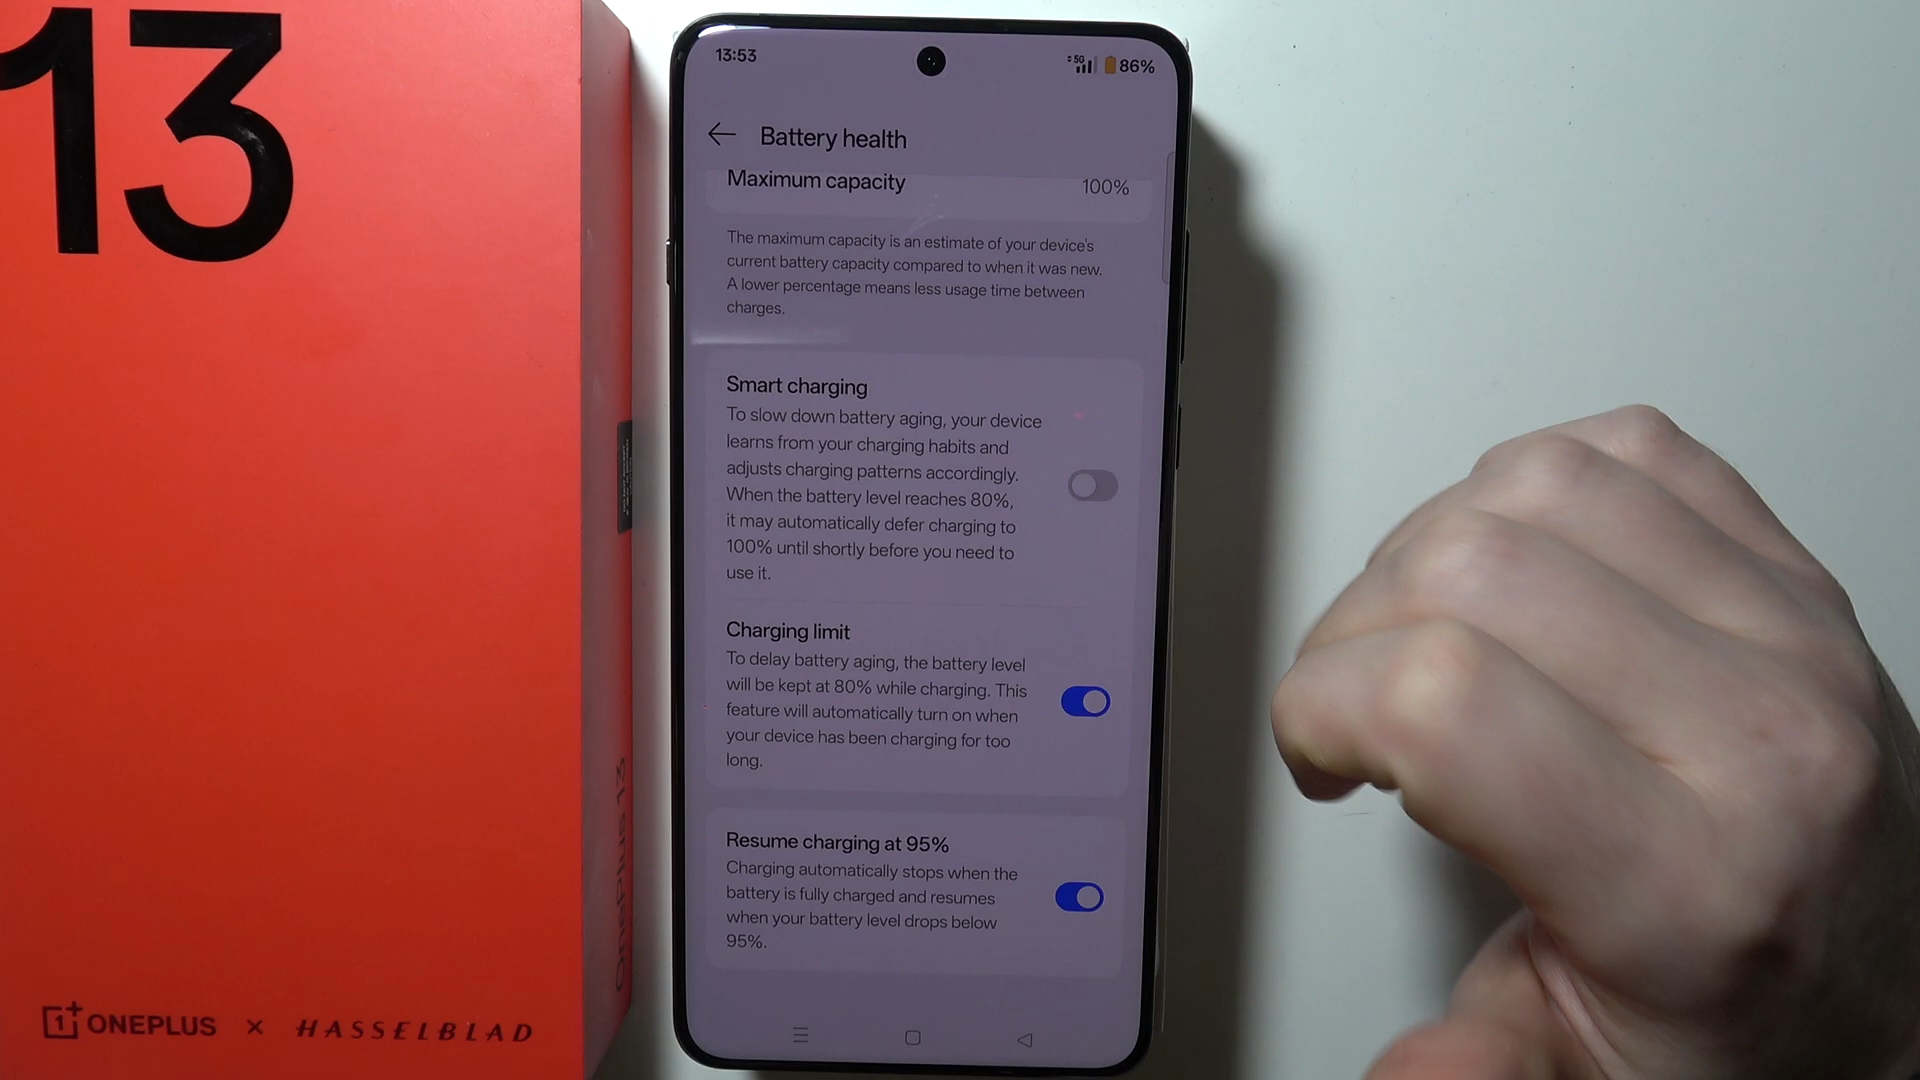 13
ONEPLUS × HASSELBLAD
OnePlus 13
13:53
5G
86%
Battery health
Maximum capacity
100%
The maximum capacity is an estimate of your device's
current battery capacity compared to when it was new.
A lower percentage means less usage time between
charges.
Smart charging
To slow down battery aging, your device
learns from your charging habits and
adjusts charging patterns accordingly.
When the battery level reaches 80%,
it may automatically defer charging to
100% until shortly before you need to
use it.
Charging limit
To delay battery aging, the battery level
will be kept at 80% while charging. This
feature will automatically turn on when
your device has been charging for too
long.
Resume charging at 95%
Charging automatically stops when the
battery is fully charged and resumes
when your battery level drops below
95%.